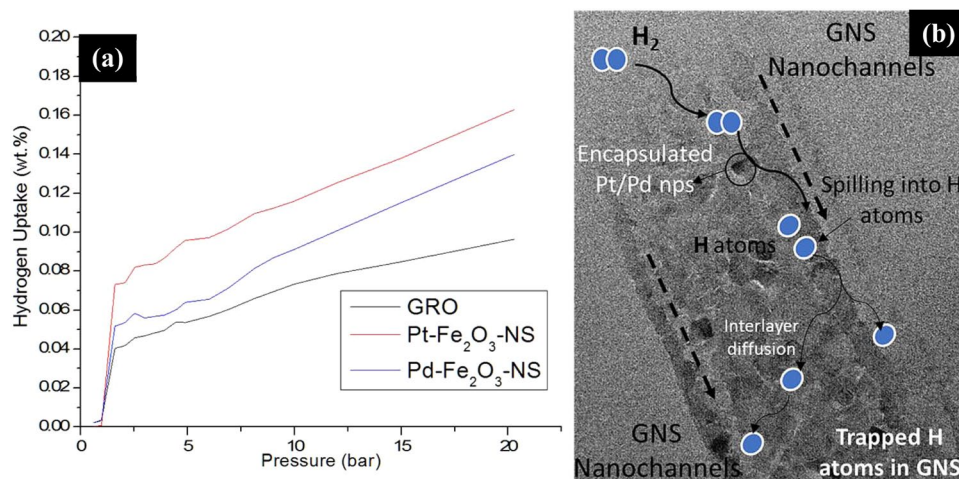 (a)
0.20
0.18
0.16
0.14
0.12
0.10
0.08
0.06
0.04
0.02
0.00
Hydrogen Uptake (wt.%)
0
5
10
15
20
Pressure (bar)
GRO
Pt-Fe₂O₃-NS
Pd-Fe₂O₃-NS
(b)
H₂
GNS
Nanochannels
Encapsulated
Pt/Pd nps
Spilling into H
atoms
H atoms
Interlayer
diffusion
GNS
Nanochannels
Trapped H
atoms in GNS